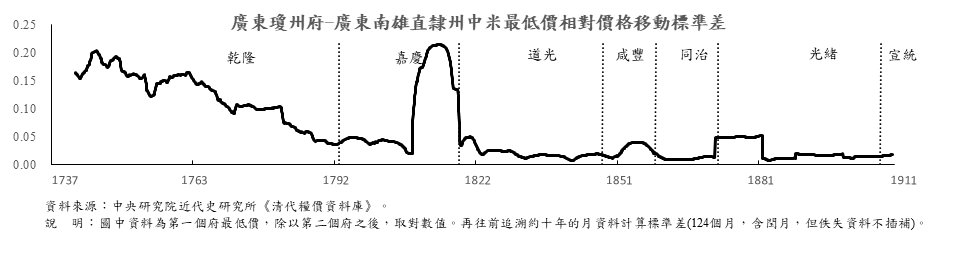 廣東瓊州府-廣東南雄直隸州中米最低價相對價格移動標準差
0.25
0.20
0.15
0.10
0.05
0.00
乾隆
嘉慶
道光
咸豐
同治
光緒
宣統
1737
1763
1792
1822
1851
1881
1911
資料來源：中央研究院近代史研究所《清代糧價資料庫》。
說　明：圖中資料為第一個府最低價，除以第二個府之後，取對數值。再往前追溯約十年的月資料計算標準差(124個月，含閏月，但佚失資料不插補)。